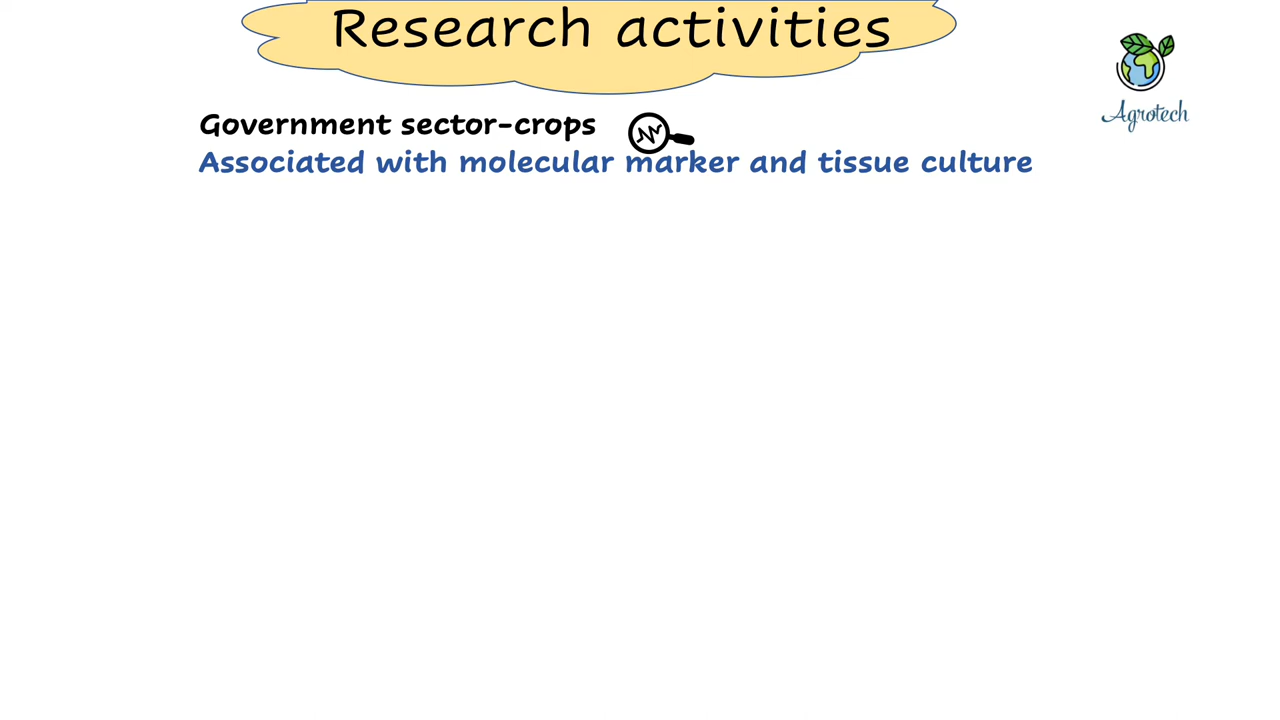 Research activities
Agrotech
Government sector-crops
Associated with molecular marker and tissue culture